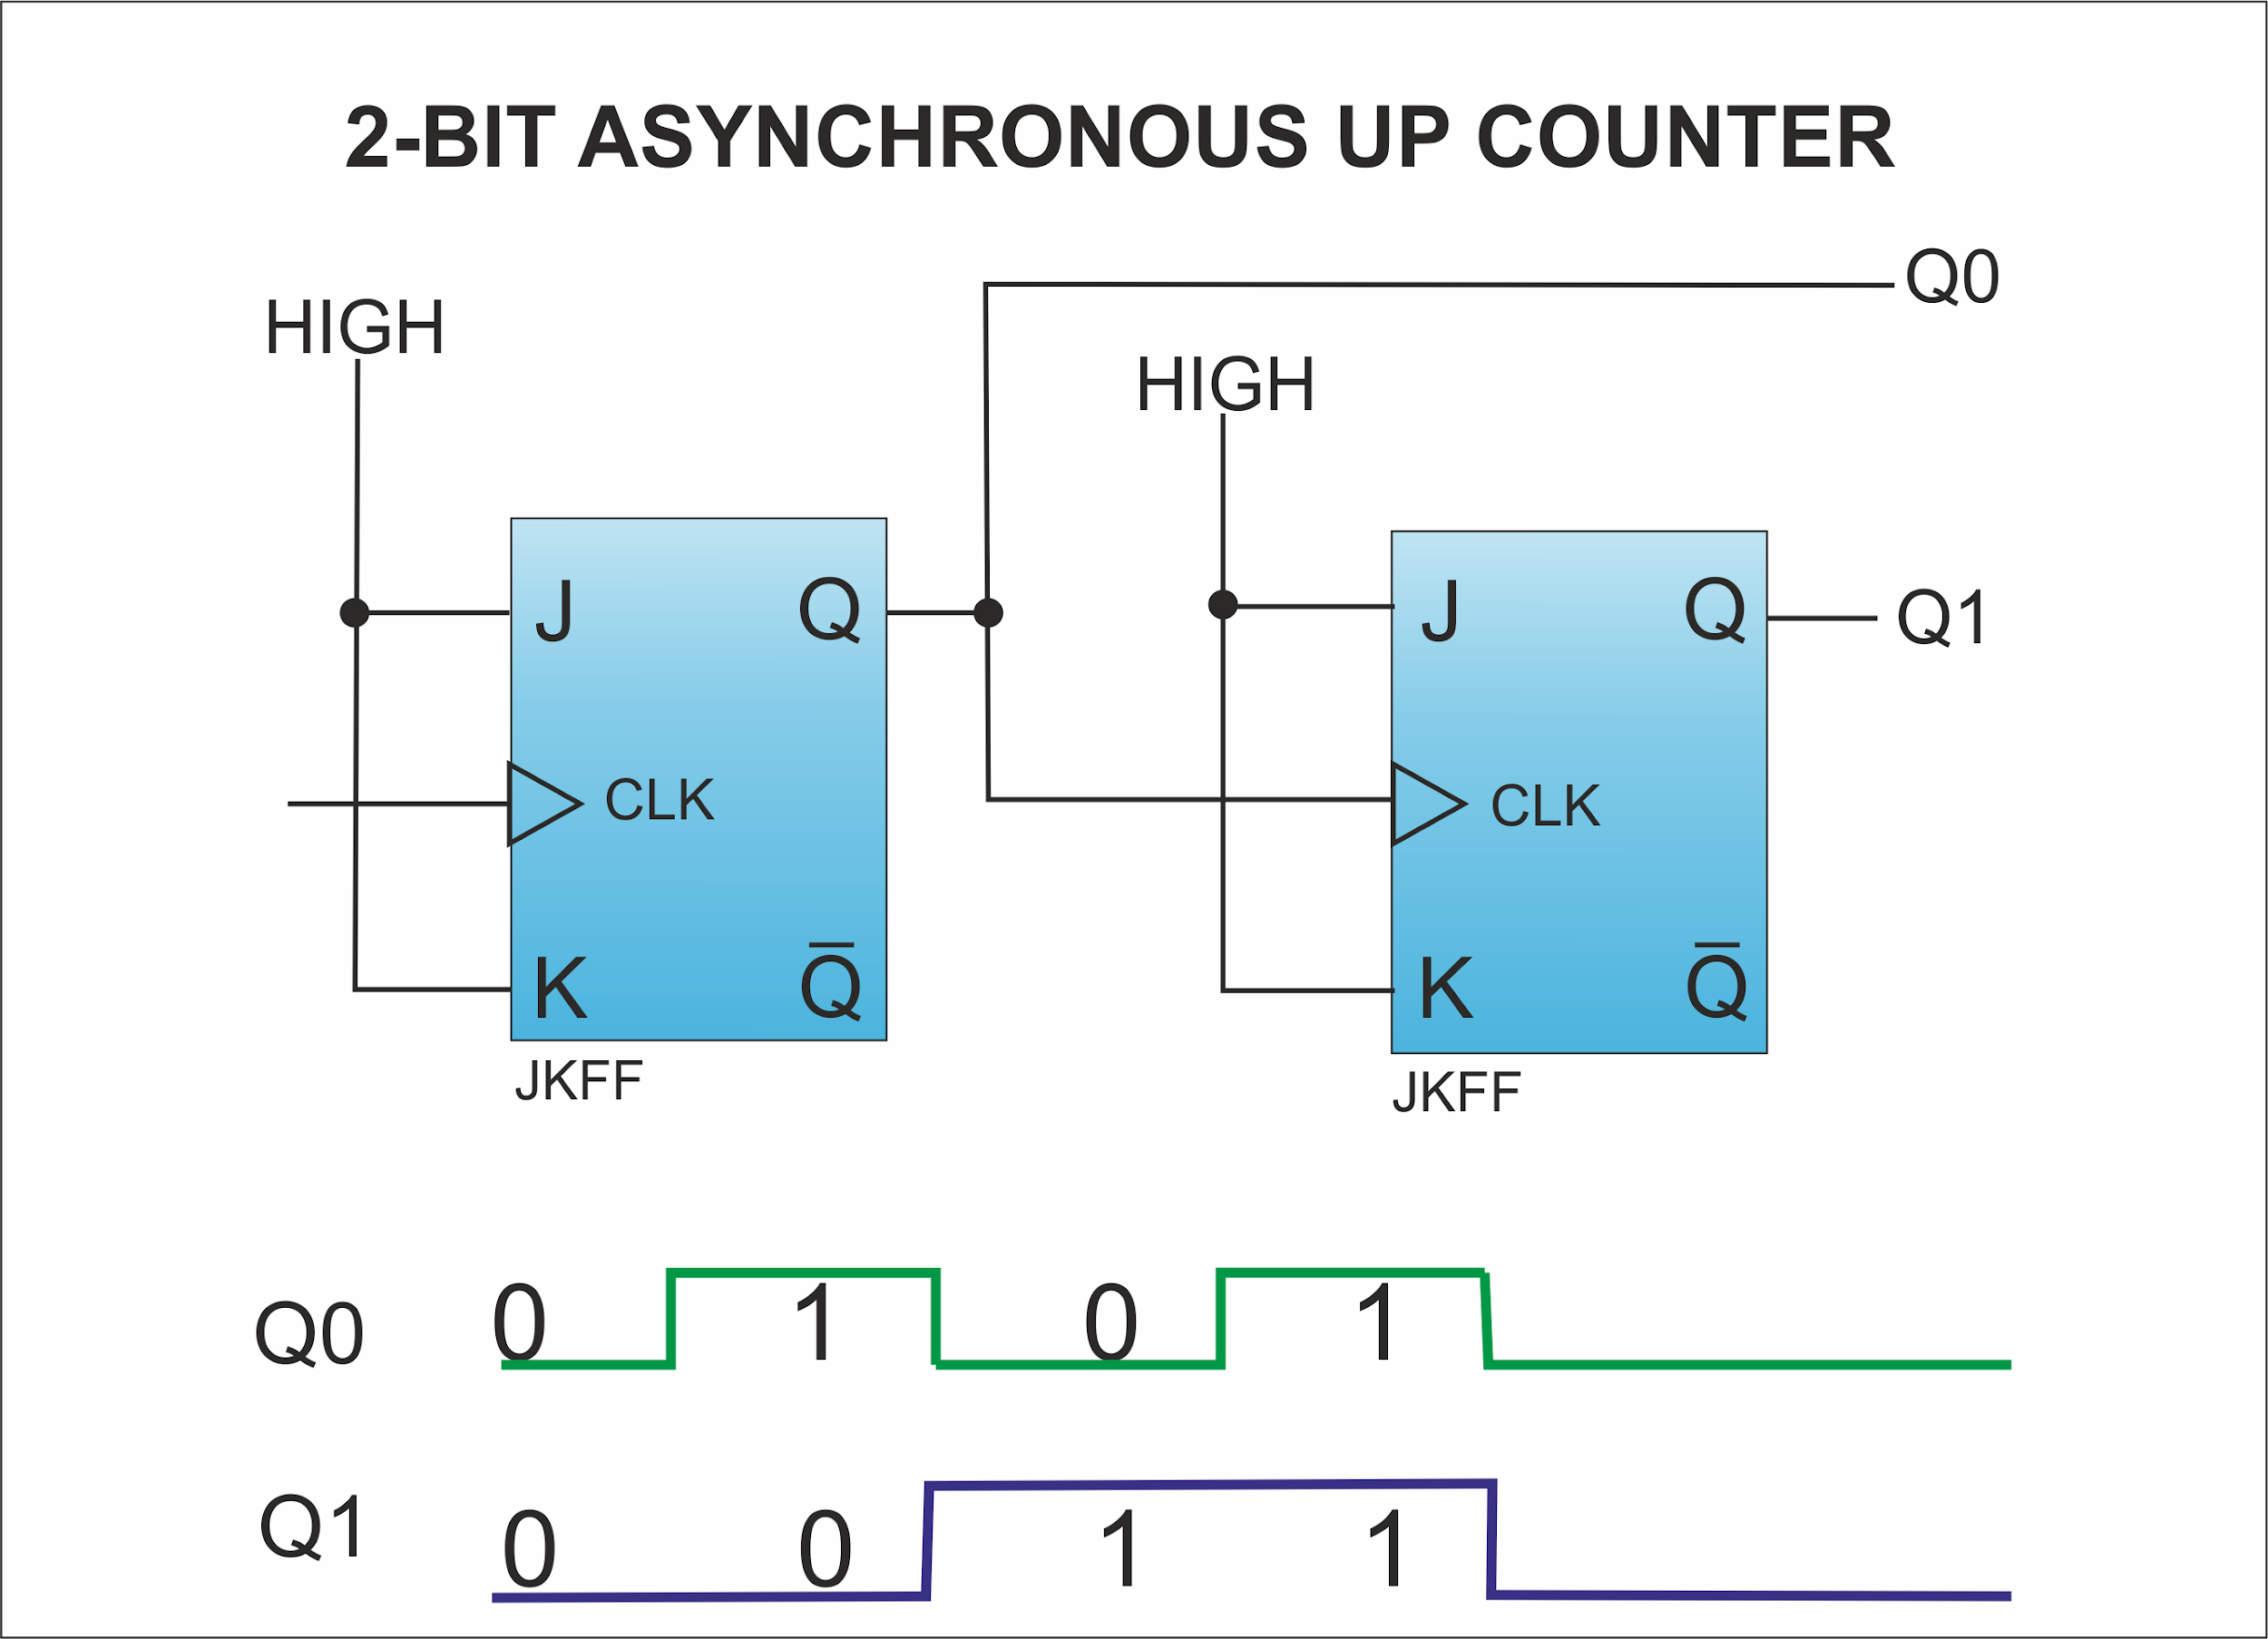 2-BIT ASYNCHRONOUS UP COUNTER
Q0
HIGH
HIGH
J Q
J Q
Q1
CLK
CLK
K Q̅
K Q̅
JKFF
JKFF
Q0 0 1 0 1
Q1 0 0 1 1